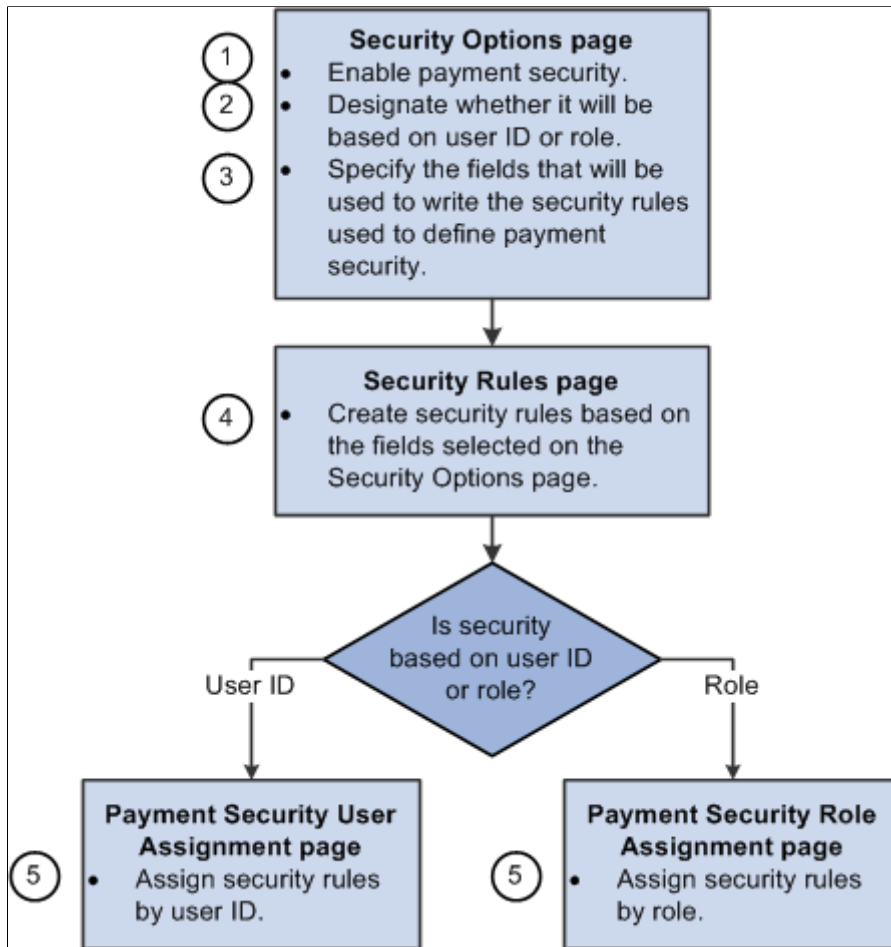 Security Options page
1
• Enable payment security.
2
• Designate whether it will be
based on user ID or role.
3
• Specify the fields that will be
used to write the security rules
used to define payment
security.
Security Rules page
4
• Create security rules based on
the fields selected on the
Security Options page.
Is security
based on user ID
or role?
User ID
Role
Payment Security User
Assignment page
5
• Assign security rules
by user ID.
Payment Security Role
Assignment page
5
• Assign security rules
by role.